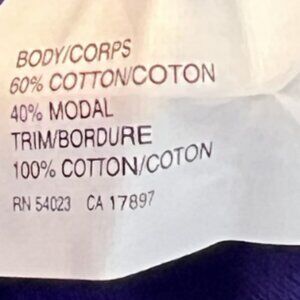 BODY/CORPS
60% COTTON/COTON
40% MODAL
TRIM/BORDURE
100% COTTON/COTON
RN 54023 CA 17897